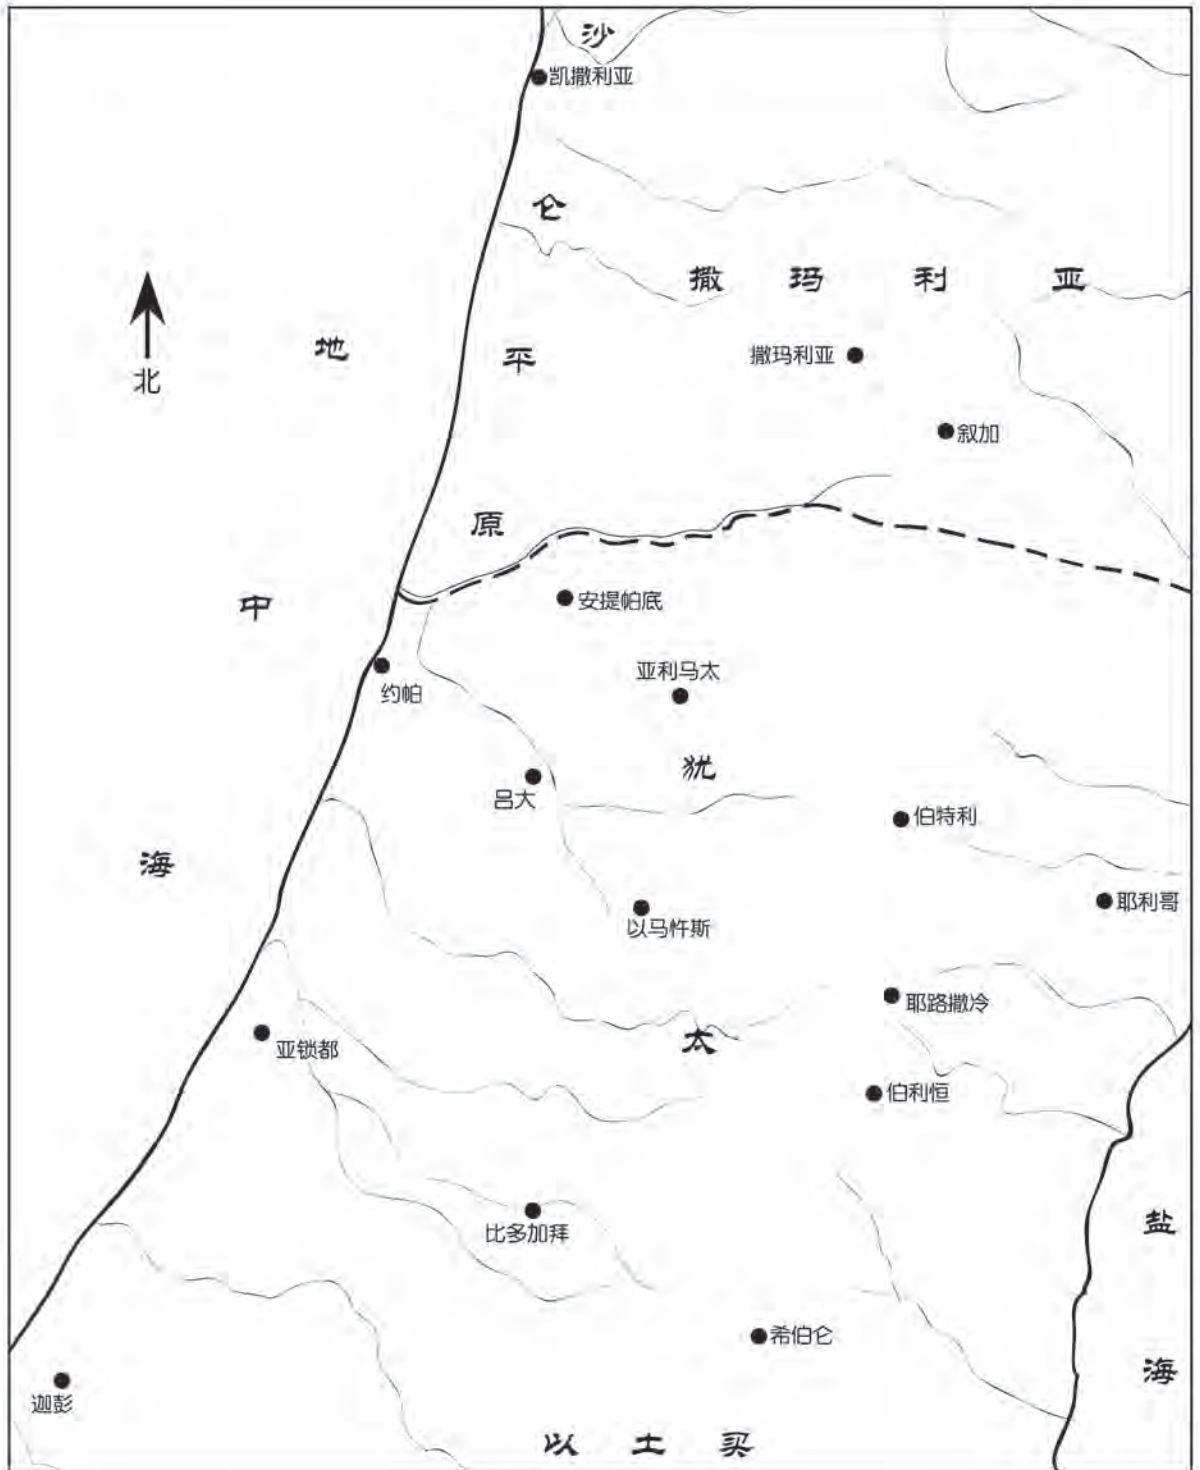 沙仑平原
凯撒利亚
撒玛利亚
北
地中海
撒玛利亚
叙加
安提帕底
约帕
亚利马太
犹太
吕大
伯特利
耶利哥
以马忤斯
耶路撒冷
亚锁都
伯利恒
比多加拜
盐海
希伯仑
迦彭
以土买